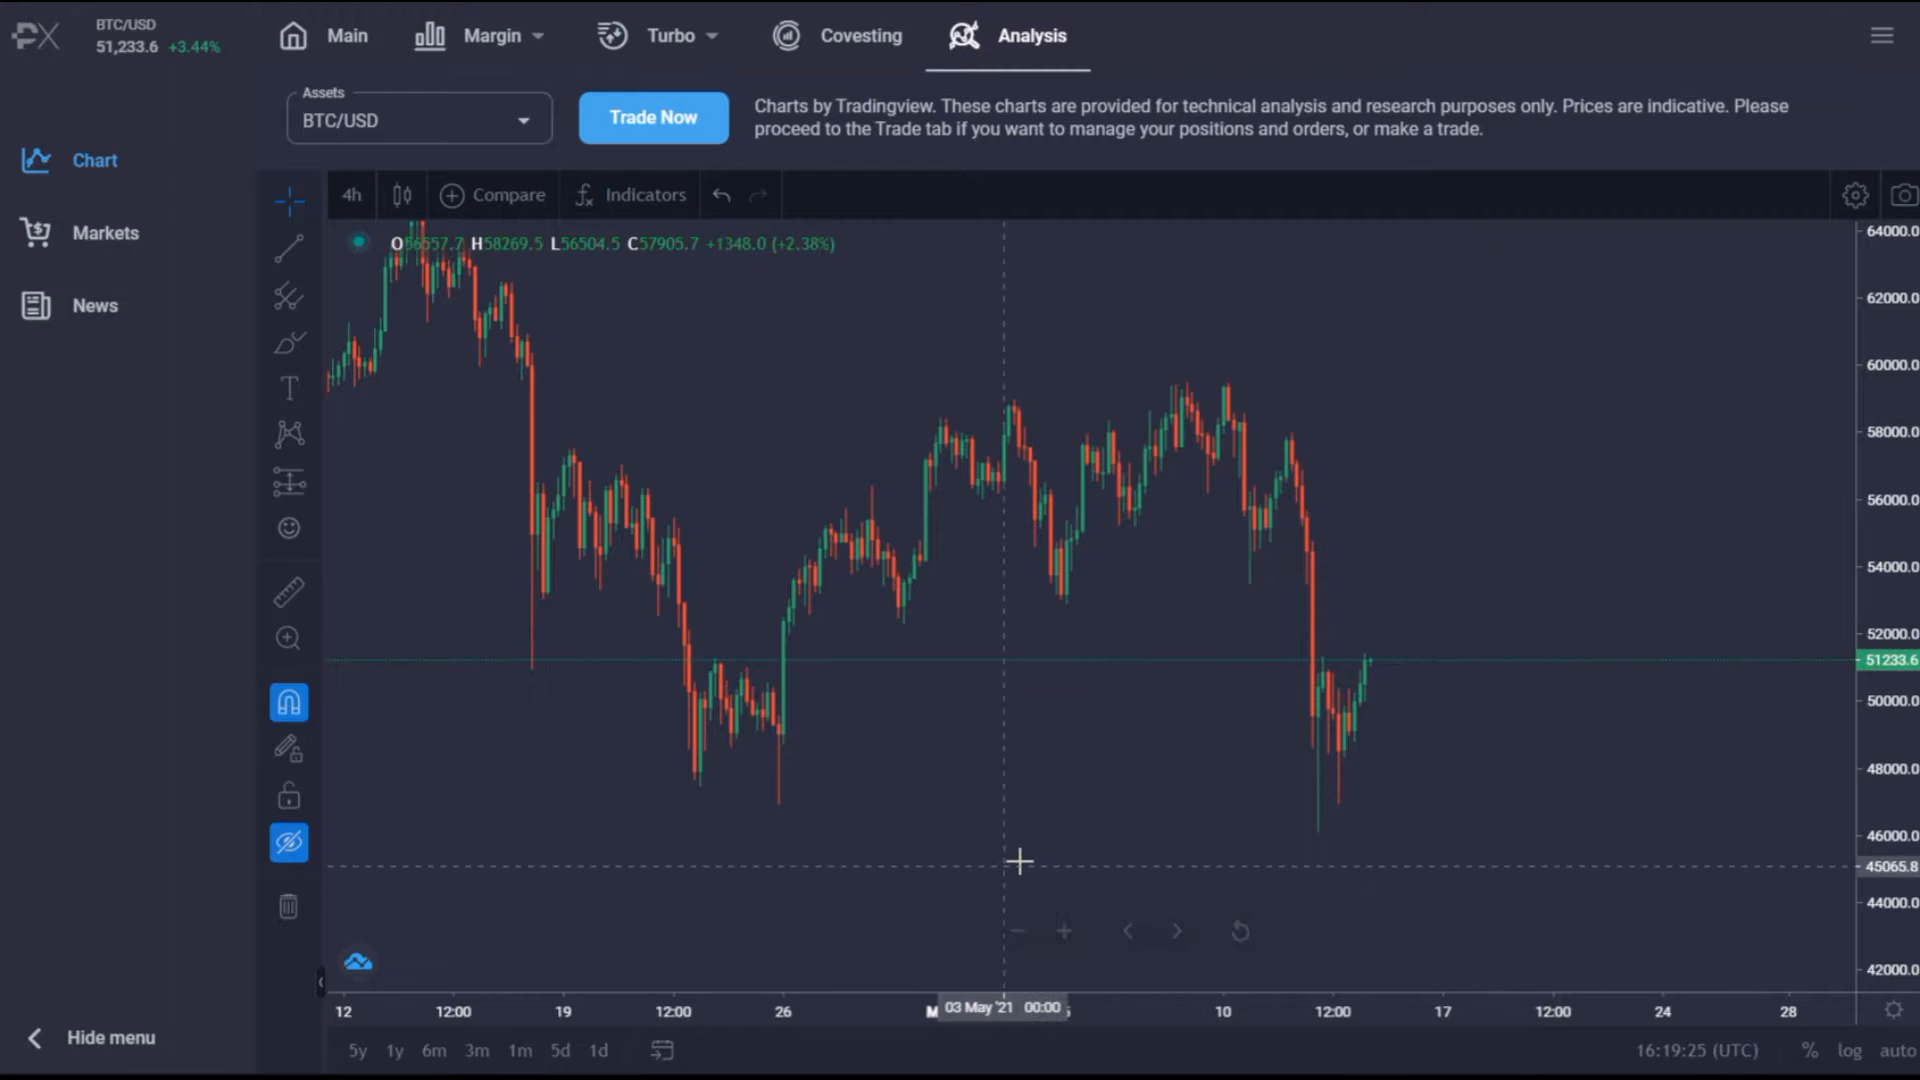 PX
BTC/USD
51,233.6 +3.44%
Main
Margin
Turbo
Covesting
Analysis
Assets
BTC/USD
Trade Now
Charts by Tradingview. These charts are provided for technical analysis and research purposes only. Prices are indicative. Please
proceed to the Trade tab if you want to manage your positions and orders, or make a trade.
Chart
Markets
News
Hide menu
4h
Compare
Indicators
O56557.7 H58269.5 L56504.5 C57905.7 +1348.0 (+2.38%)
64000.0
62000.0
60000.0
58000.0
56000.0
54000.0
52000.0
51233.6
50000.0
48000.0
46000.0
45065.8
44000.0
42000.0
12 12:00 19 12:00 26 03 May '21 00:00 10 12:00 17 12:00 24 28
5y 1y 6m 3m 1m 5d 1d
16:19:25 (UTC) % log auto